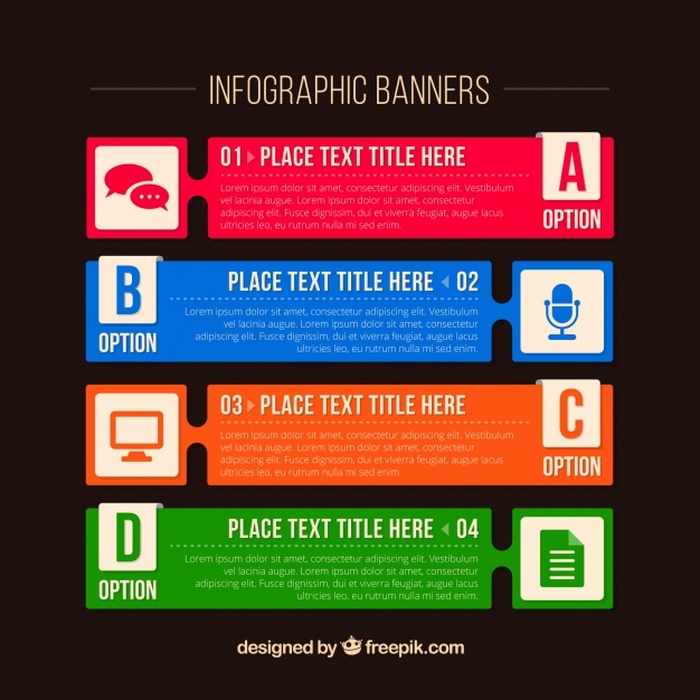 INFOGRAPHIC BANNERS
01 PLACE TEXT TITLE HERE
Lorem ipsum dolor sit amet, consectetur adipiscing elit. Vestibulum
vel lacinia augue. Lorem ipsum dolor sit amet, consectetur
adipiscing elit. Fusce dignissim, dui et viverra augue lacus
ultricies leo, rutrum nulla mi sed enim.
A
OPTION
B
OPTION
PLACE TEXT TITLE HERE 02
Lorem ipsum dolor sit amet, consectetur adipiscing elit. Vestibulum
vel lacinia augue. Lorem ipsum dolor sit amet, consectetur
adipiscing elit. Fusce dignissim, dui et viverra augue lacus
ultricies leo, rutrum nulla mi sed enim.
03 PLACE TEXT TITLE HERE
Lorem ipsum dolor sit amet, consectetur adipiscing elit. Vestibulum
vel lacinia augue. Lorem ipsum dolor sit amet, consectetur
adipiscing elit. Fusce dignissim, dui et viverra augue lacus
ultricies leo, rutrum nulla mi sed enim.
C
OPTION
D
OPTION
PLACE TEXT TITLE HERE 04
Lorem ipsum dolor sit amet, consectetur adipiscing elit. Vestibulum
vel lacinia augue. Lorem ipsum dolor sit amet, consectetur
adipiscing elit. Fusce dignissim, dui et viverra augue lacus
ultricies leo, rutrum nulla mi sed enim.
designed by freepik.com